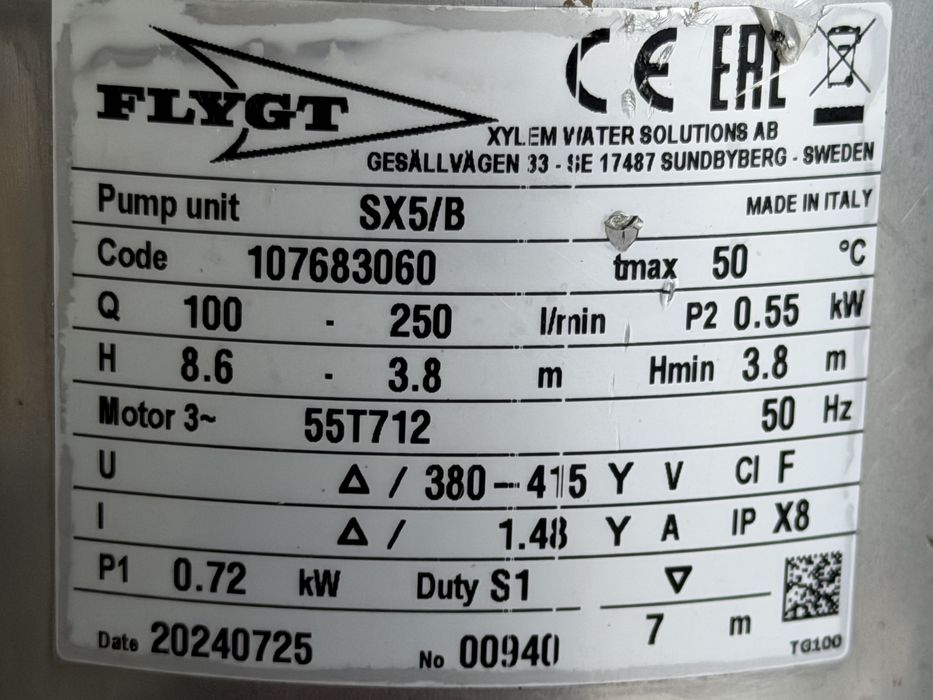 FLYGT
CE EAC
XYLEM WATER SOLUTIONS AB
GESÄLLVÄGEN 33 - SE 17487 SUNDBYBERG - SWEDEN
Pump unit SX5/B MADE IN ITALY
Code 107683060 tmax 50 °C
Q 100 - 250 l/min P2 0.55 kW
H 8.6 - 3.8 m Hmin 3.8 m
Motor 3~ 55T712 50 Hz
U Δ / 380-415 Y V Cl F
I Δ / 1.48 Y A IP X8
P1 0.72 kW Duty S1 ▽
7 m
Date 20240725 No 00940 TG100